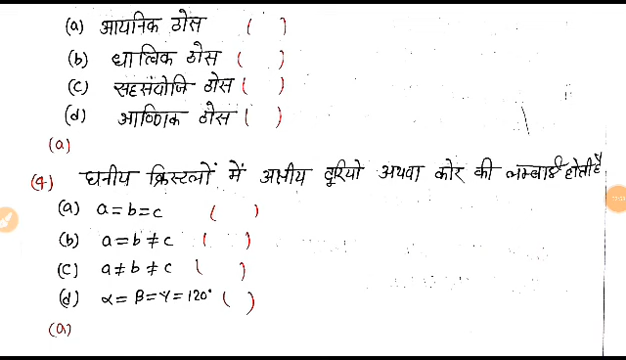 (a) आयनिक ठोस ( )
(b) धात्विक ठोस ( )
(c) सहसंयोजि ठोस ( )
(d) आण्विक ठोस ( )
(a)
(4) घनीय क्रिस्टलों में अक्षीय दूरियो अथवा कोर की लम्बाई होती है
(a) a=b=c ( )
(b) a=b≠c ( )
(c) a≠b≠c ( )
(d) α=β=γ=120° ( )
(a)